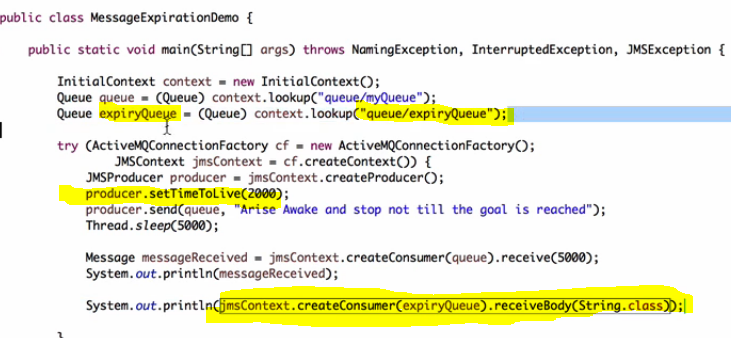 public class MessageExpirationDemo {
public static void main(String[] args) throws NamingException, InterruptedException, JMSException {
InitialContext context = new InitialContext();
Queue queue = (Queue) context.lookup("queue/myQueue");
Queue expiryQueue = (Queue) context.lookup("queue/expiryQueue");
try (ActiveMQConnectionFactory cf = new ActiveMQConnectionFactory();
JMSContext jmsContext = cf.createContext()) {
JMSProducer producer = jmsContext.createProducer();
producer.setTimeToLive(2000);
producer.send(queue, "Arise Awake and stop not till the goal is reached");
Thread.sleep(5000);
Message messageReceived = jmsContext.createConsumer(queue).receive(5000);
System.out.println(messageReceived);
System.out.println(jmsContext.createConsumer(expiryQueue).receiveBody(String.class));
}